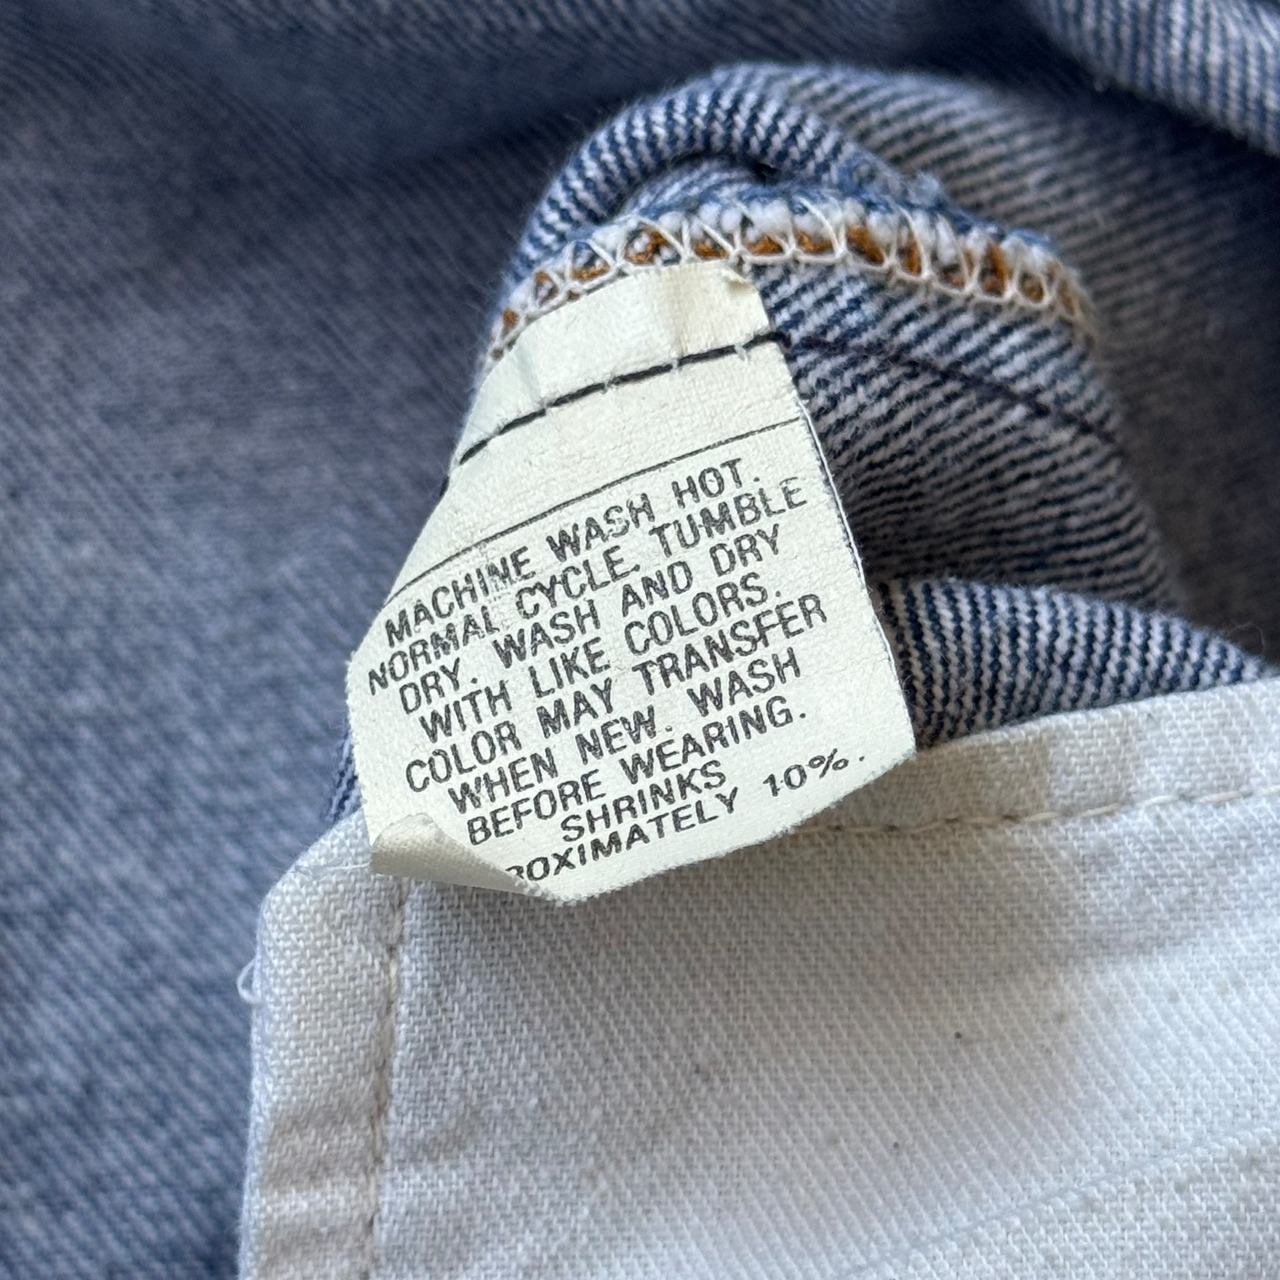 MACHINE WASH HOT.
NORMAL CYCLE. TUMBLE
DRY. WASH AND DRY
WITH LIKE COLORS.
COLOR MAY TRANSFER
WHEN NEW. WASH
BEFORE WEARING.
SHRINKS
ROXIMATELY 10%.